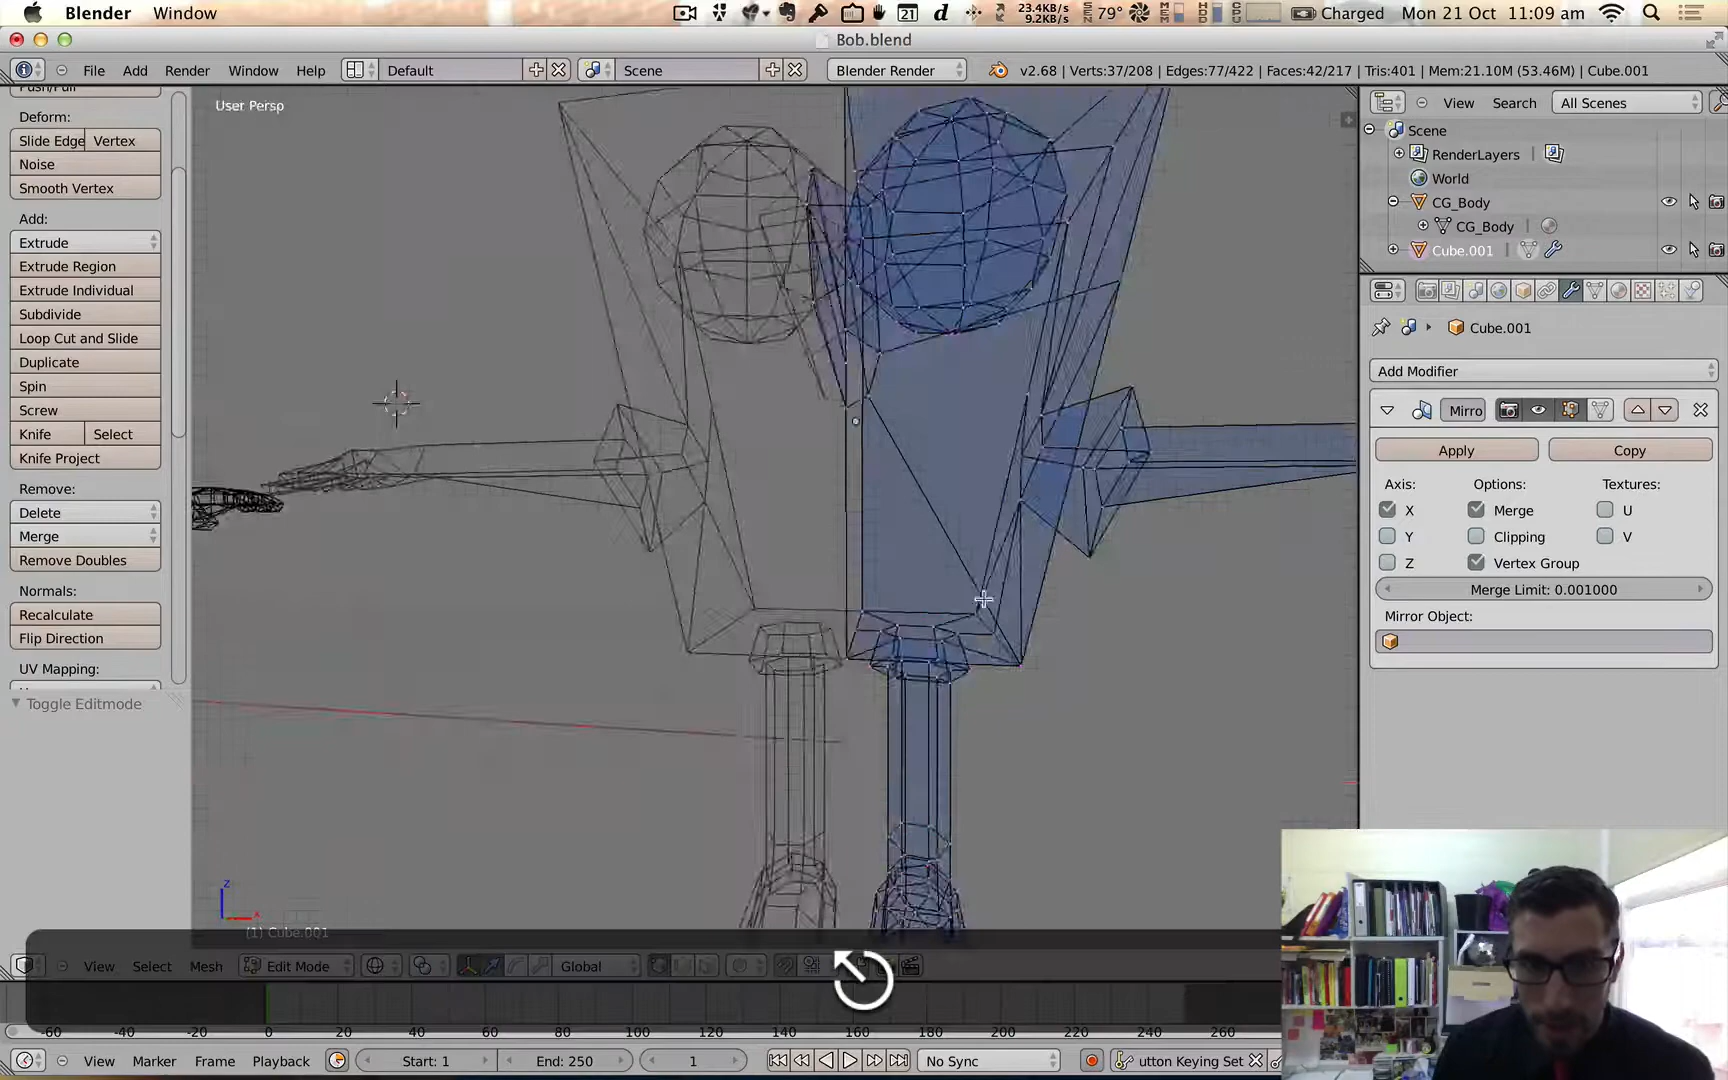 Blender Window 23.4KB/s 9.2KB/s SEN 79° MEM HD CPU Charged Mon 21 Oct 11:09 am
Bob.blend
File Add Render Window Help Default Scene Blender Render v2.68 | Verts:37/208 | Edges:77/422 | Faces:42/217 | Tris:401 | Mem:21.10M (53.46M) | Cube.001
Push/Pull
Deform:
Slide Edge Vertex
Noise
Smooth Vertex
Add:
Extrude
Extrude Region
Extrude Individual
Subdivide
Loop Cut and Slide
Duplicate
Spin
Screw
Knife Select
Knife Project
Remove:
Delete
Merge
Remove Doubles
Normals:
Recalculate
Flip Direction
UV Mapping:
Toggle Editmode
User Persp
Z
(1) Cube.001
View Search All Scenes
Scene
RenderLayers
World
CG_Body
CG_Body
Cube.001
Cube.001
Add Modifier
Mirro
Apply Copy
Axis: Options: Textures:
X Merge U
Y Clipping V
Z Vertex Group
Merge Limit: 0.001000
Mirror Object:
View Select Mesh Edit Mode Global
-60 -40 -20 0 20 40 60 80 100 120 140 160 180 200 220 240 260
View Marker Frame Playback Start: 1 End: 250 1 No Sync utton Keying Set